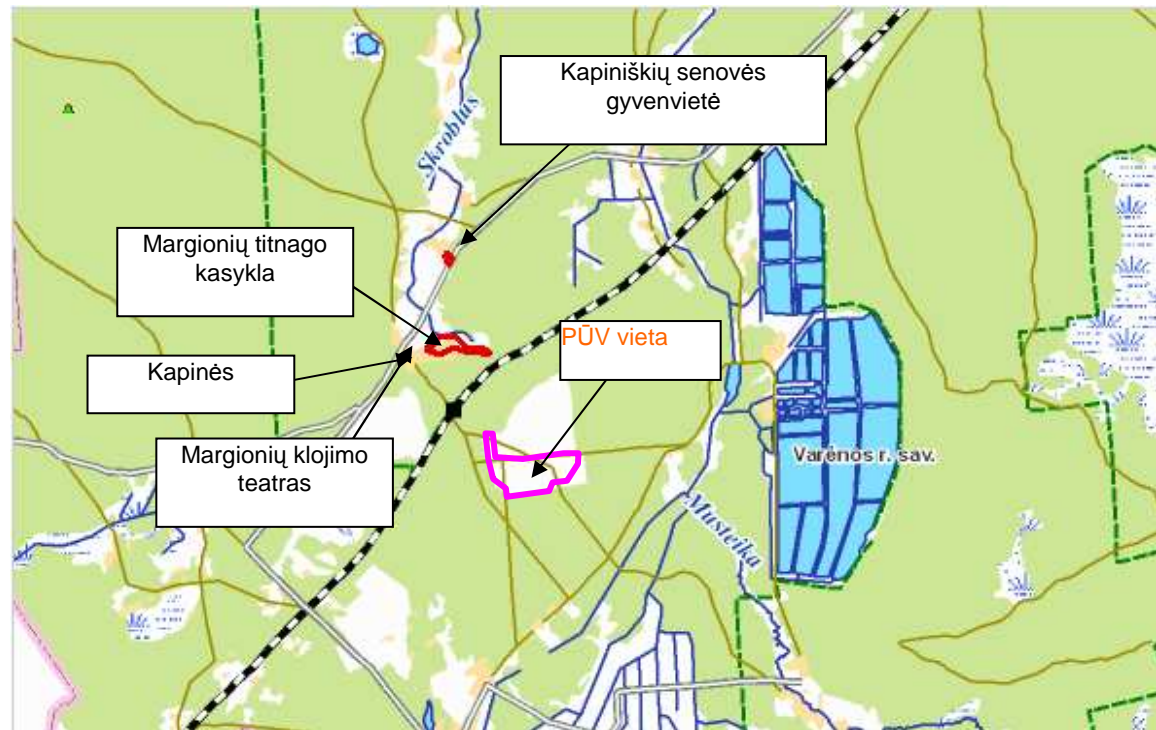 Kapiniškių senovės
gyvenvietė
Skroblus
Margionių titnago
kasykla
PŪV vieta
Kapinės
Margionių klojimo
teatras
Varėnos r. sav.
Musteika